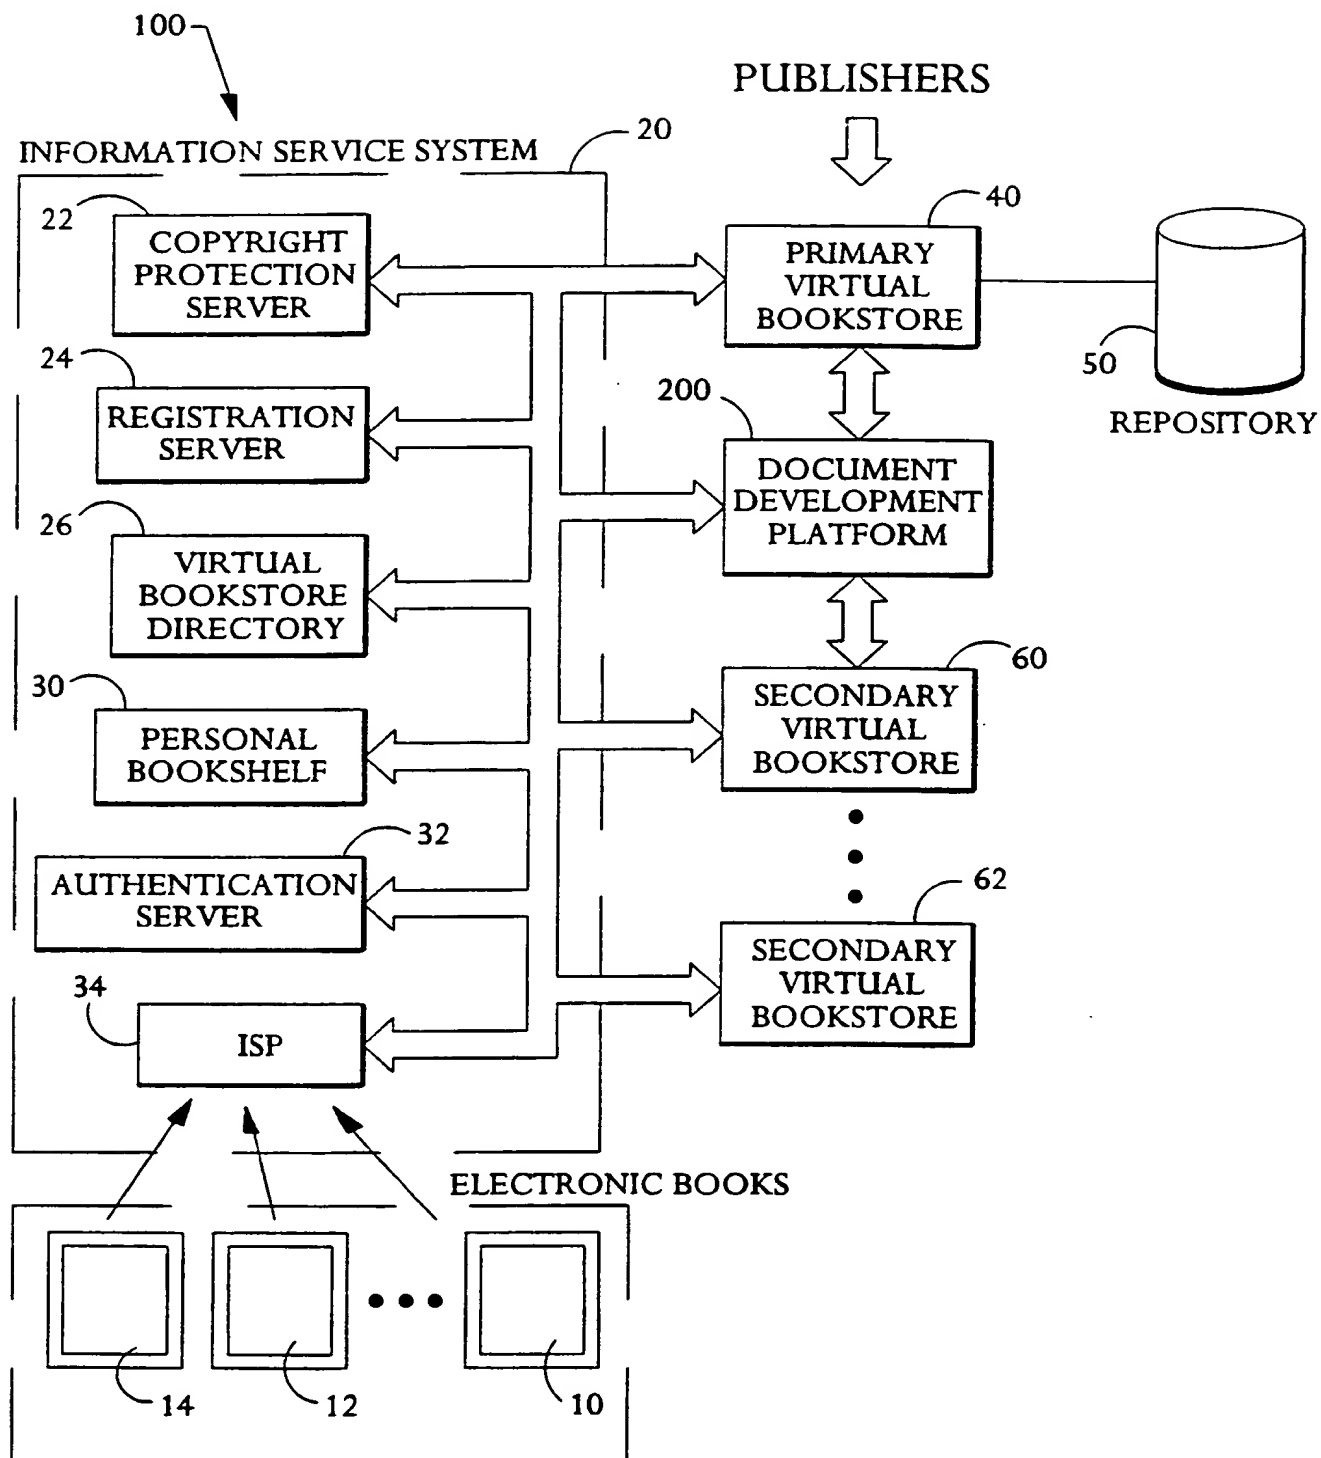 100
PUBLISHERS
INFORMATION SERVICE SYSTEM
20
22
COPYRIGHT
PROTECTION
SERVER
40
PRIMARY
VIRTUAL
BOOKSTORE
50
REPOSITORY
24
REGISTRATION
SERVER
200
DOCUMENT
DEVELOPMENT
PLATFORM
26
VIRTUAL
BOOKSTORE
DIRECTORY
60
SECONDARY
VIRTUAL
BOOKSTORE
30
PERSONAL
BOOKSHELF
32
AUTHENTICATION
SERVER
62
SECONDARY
VIRTUAL
BOOKSTORE
34
ISP
ELECTRONIC BOOKS
14
12
10